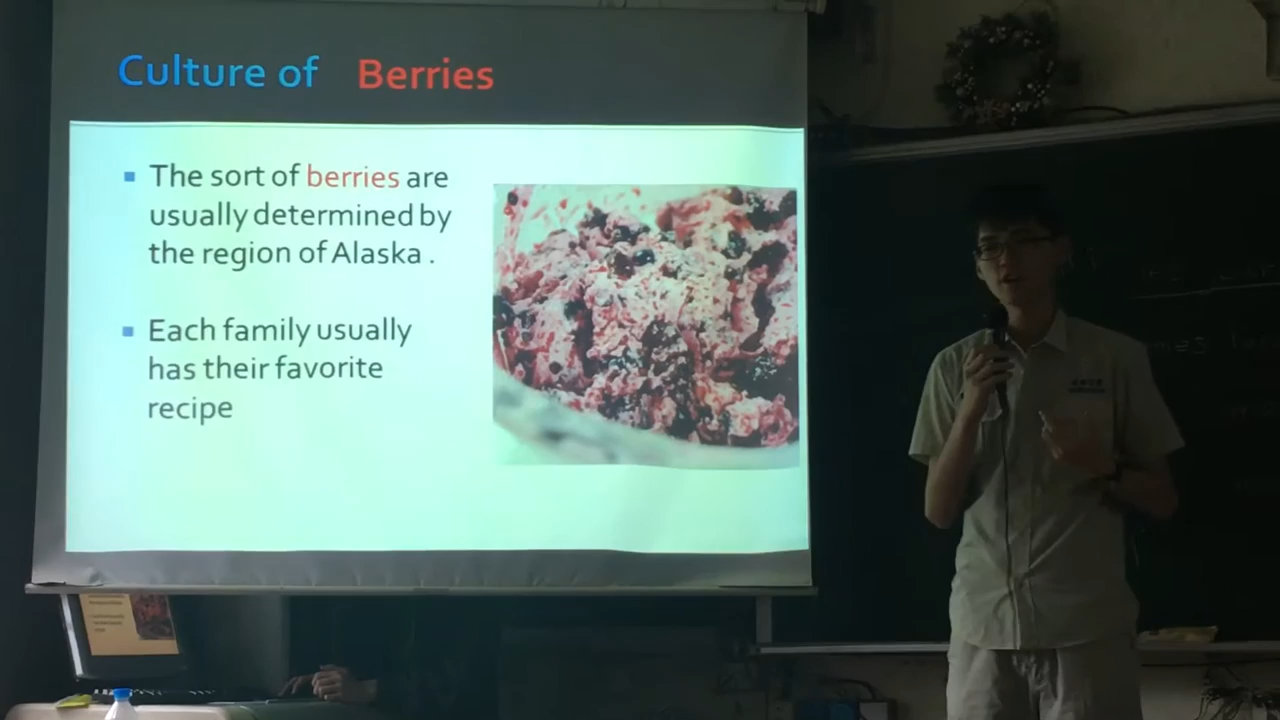 Culture of Berries
The sort of berries are
usually determined by
the region of Alaska .
Each family usually
has their favorite
recipe